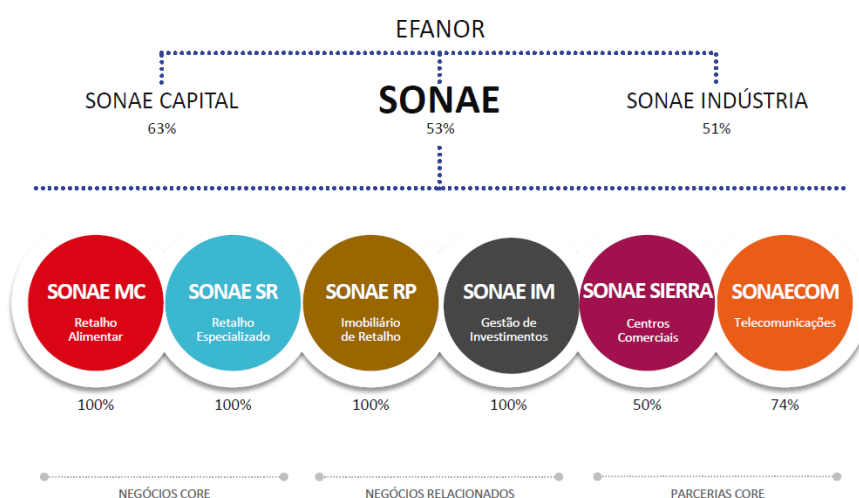 EFANOR
SONAE CAPITAL
63%
SONAE
53%
SONAE INDÚSTRIA
51%
SONAE MC
Retalho
Alimentar
100%
SONAE SR
Retalho
Especializado
100%
SONAE RP
Imobiliário
de Retalho
100%
SONAE IM
Gestão de
Investimentos
100%
SONAE SIERRA
Centros
Comerciais
50%
SONAECOM
Telecomunicações
74%
NEGÓCIOS CORE
NEGÓCIOS RELACIONADOS
PARCERIAS CORE